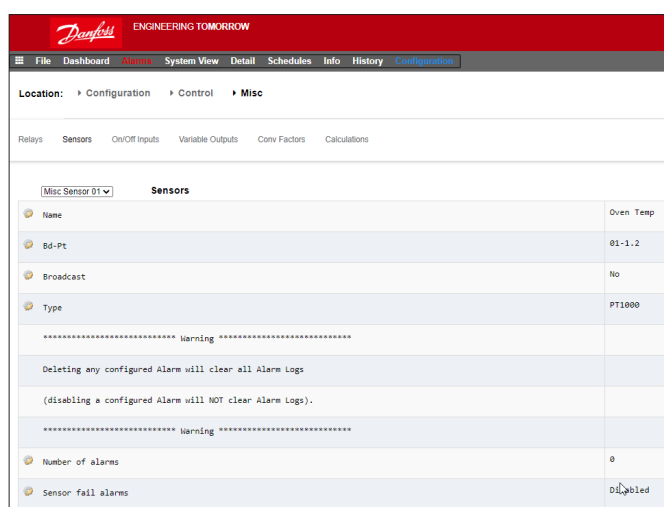 Danfoss ENGINEERING TOMORROW
File Dashboard Alarms System View Detail Schedules Info History Configuration
Location: Configuration Control Misc
Relays Sensors On/Off Inputs Variable Outputs Conv Factors Calculations
Misc Sensor 01 Sensors
Name Oven Temp
Bd-Pt 01-1.2
Broadcast No
Type PT1000
**************************** Warning ****************************
Deleting any configured Alarm will clear all Alarm Logs
(disabling a configured Alarm will NOT clear Alarm Logs).
**************************** Warning ****************************
Number of alarms 0
Sensor fail alarms Disabled